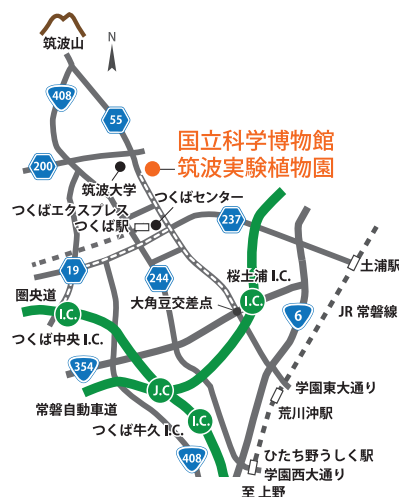 筑波山
N
408
55
国立科学博物館
筑波実験植物園
200
筑波大学
つくばエクスプレス
つくば駅
つくばセンター
237
19
244
桜土浦 I.C.
土浦駅
圏央道
I.C.
I.C.
大角豆交差点
6
JR 常磐線
つくば中央 I.C.
354
J.C
学園東大通り
常磐自動車道
I.C.
荒川沖駅
つくば牛久 I.C.
408
ひたち野うしく駅
学園西大通り
至 上野